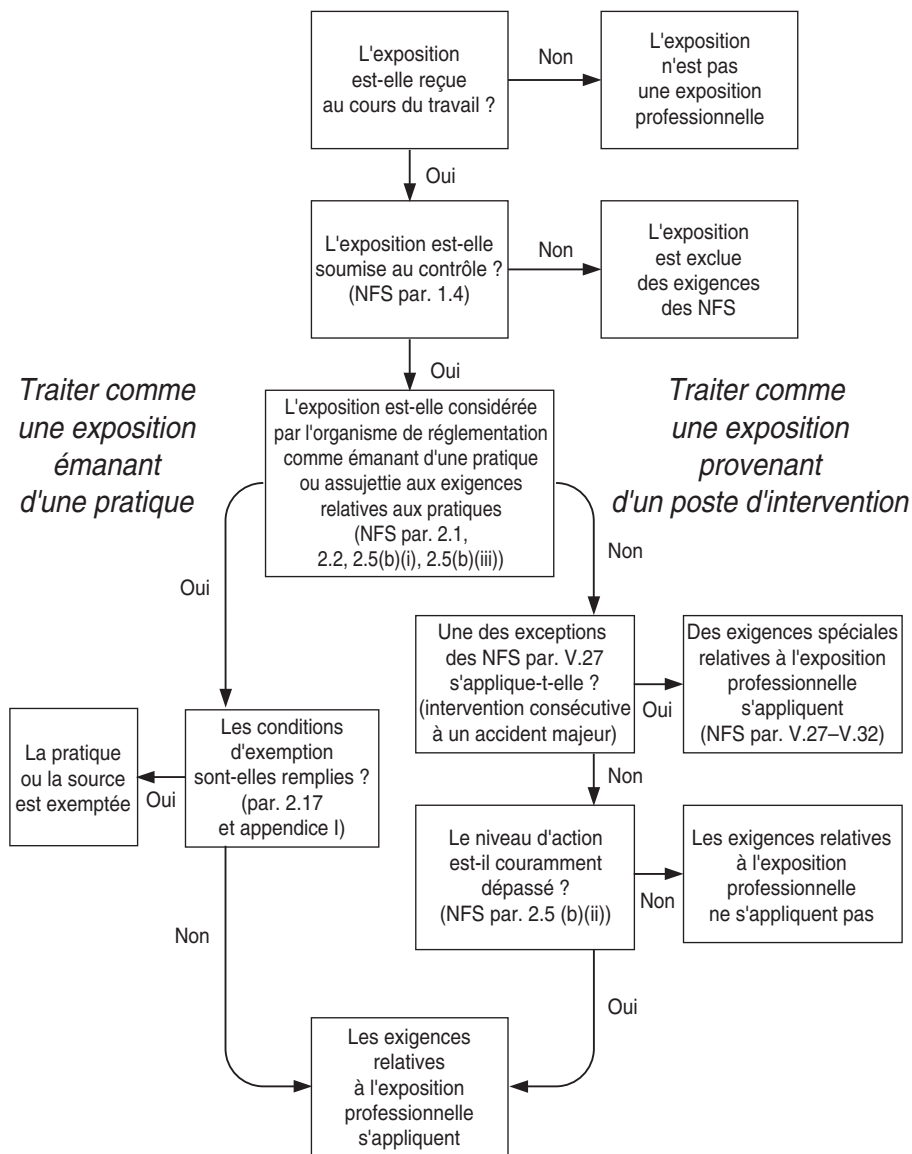 L'exposition
est-elle reçue
au cours du travail ?
Non
L'exposition
n'est pas
une exposition
professionnelle
Oui
L'exposition est-elle
soumise au contrôle ?
(NFS par. 1.4)
Non
L'exposition
est exclue
des exigences
des NFS
Oui
Traiter comme
une exposition
émanant
d'une pratique
L'exposition est-elle considérée
par l'organisme de réglementation
comme émanant d'une pratique
ou assujettie aux exigences
relatives aux pratiques
(NFS par. 2.1,
2.2, 2.5(b)(i), 2.5(b)(iii))
Traiter comme
une exposition
provenant
d'un poste d'intervention
Oui
Non
Une des exceptions
des NFS par. V.27
s'applique-t-elle ?
(intervention consécutive
à un accident majeur)
Oui
Des exigences spéciales
relatives à l'exposition
professionnelle
s'appliquent
(NFS par. V.27–V.32)
La pratique
ou la source
est exemptée
Oui
Les conditions
d'exemption
sont-elles remplies ?
(par. 2.17
et appendice I)
Non
Le niveau d'action
est-il couramment
dépassé ?
(NFS par. 2.5 (b)(ii))
Non
Les exigences relatives
à l'exposition
professionnelle
ne s'appliquent pas
Non
Oui
Les exigences
relatives
à l'exposition
professionnelle
s'appliquent